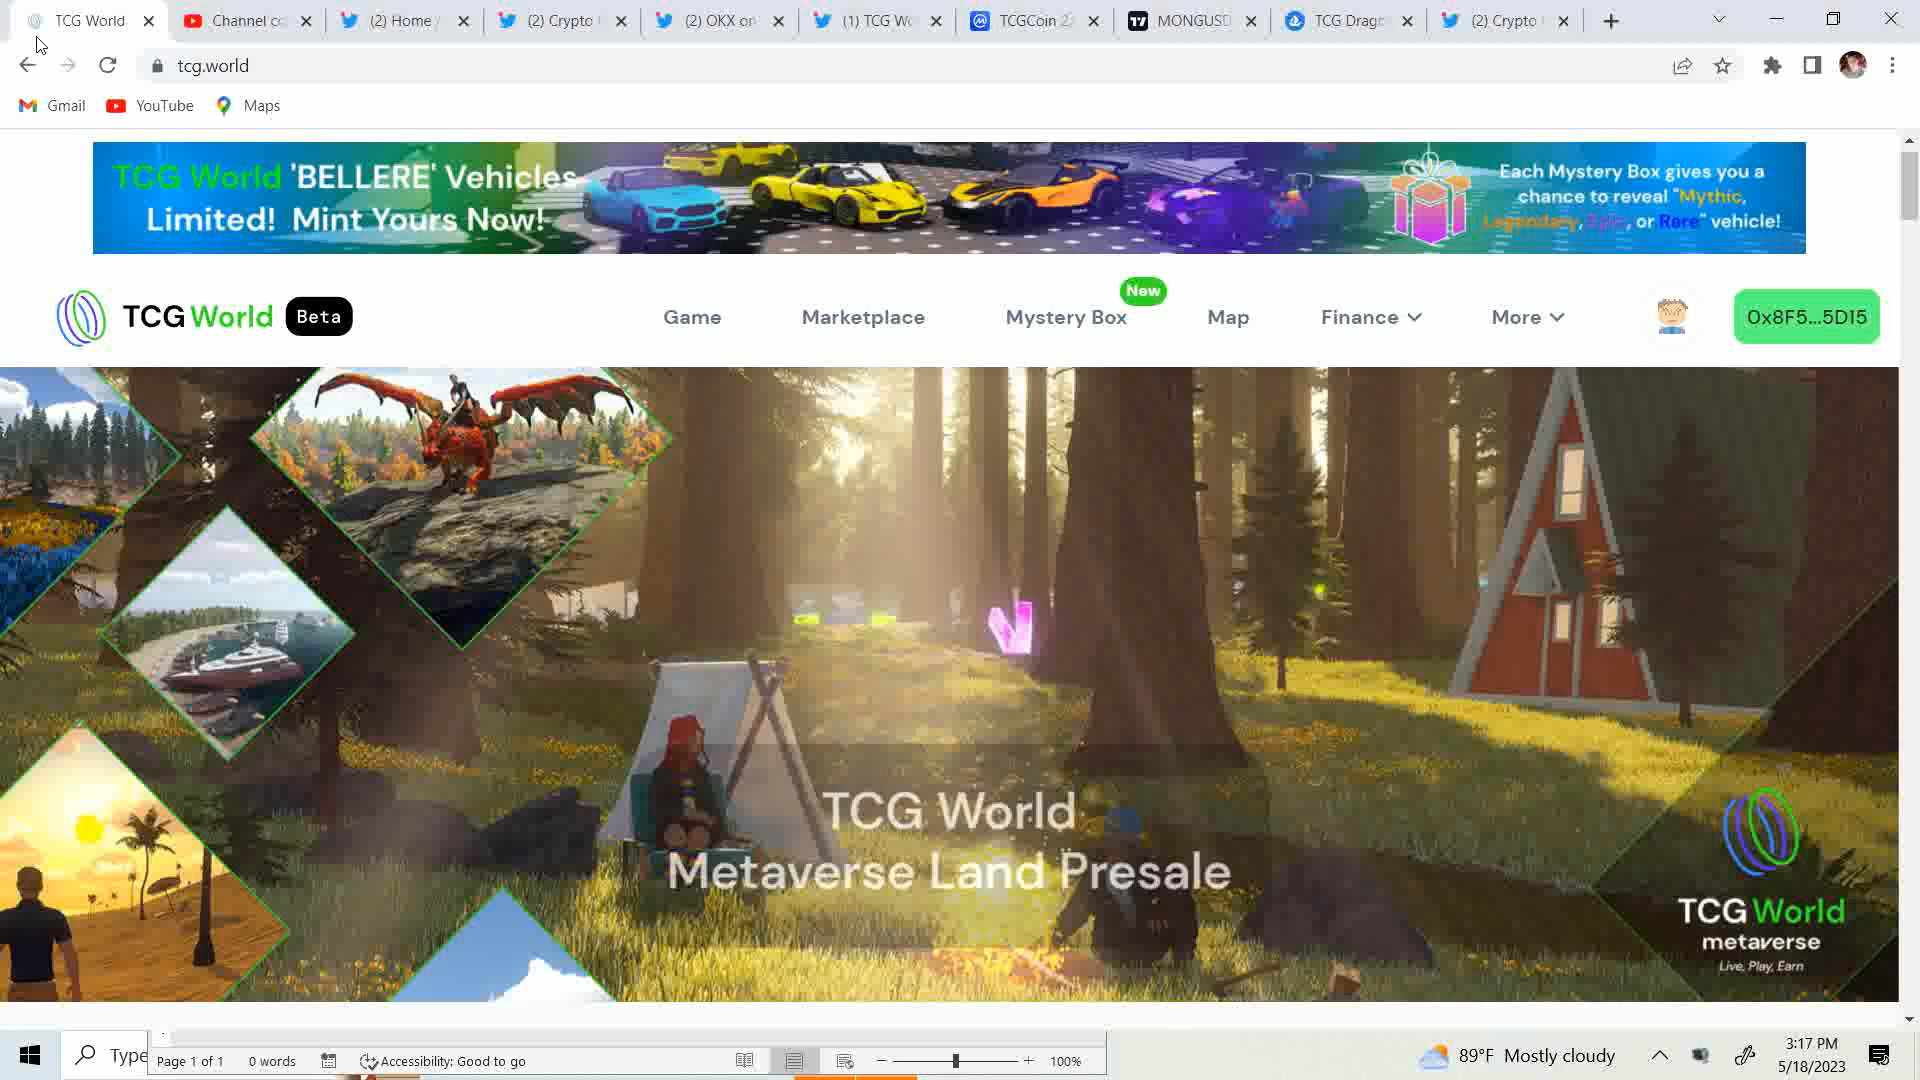 TCG World
Channel co
(2) Home /
(2) Crypto
(2) OKX on
(1) TCG Wo
TCGCoin 2.
MONGUSD
TCG Drago
(2) Crypto
tcg.world
Gmail
YouTube
Maps
TCG World 'BELLERE' Vehicles
Limited! Mint Yours Now!
Each Mystery Box gives you a
chance to reveal "Mythic,
Legendary, Epic, or Rare" vehicle!
TCG World
Beta
Game
Marketplace
Mystery Box
New
Map
Finance
More
0x8F5...5D15
TCG World
Metaverse Land Presale
TCG World
metaverse
Live, Play, Earn
Type
Page 1 of 1
0 words
Accessibility: Good to go
100%
89°F Mostly cloudy
3:17 PM
5/18/2023